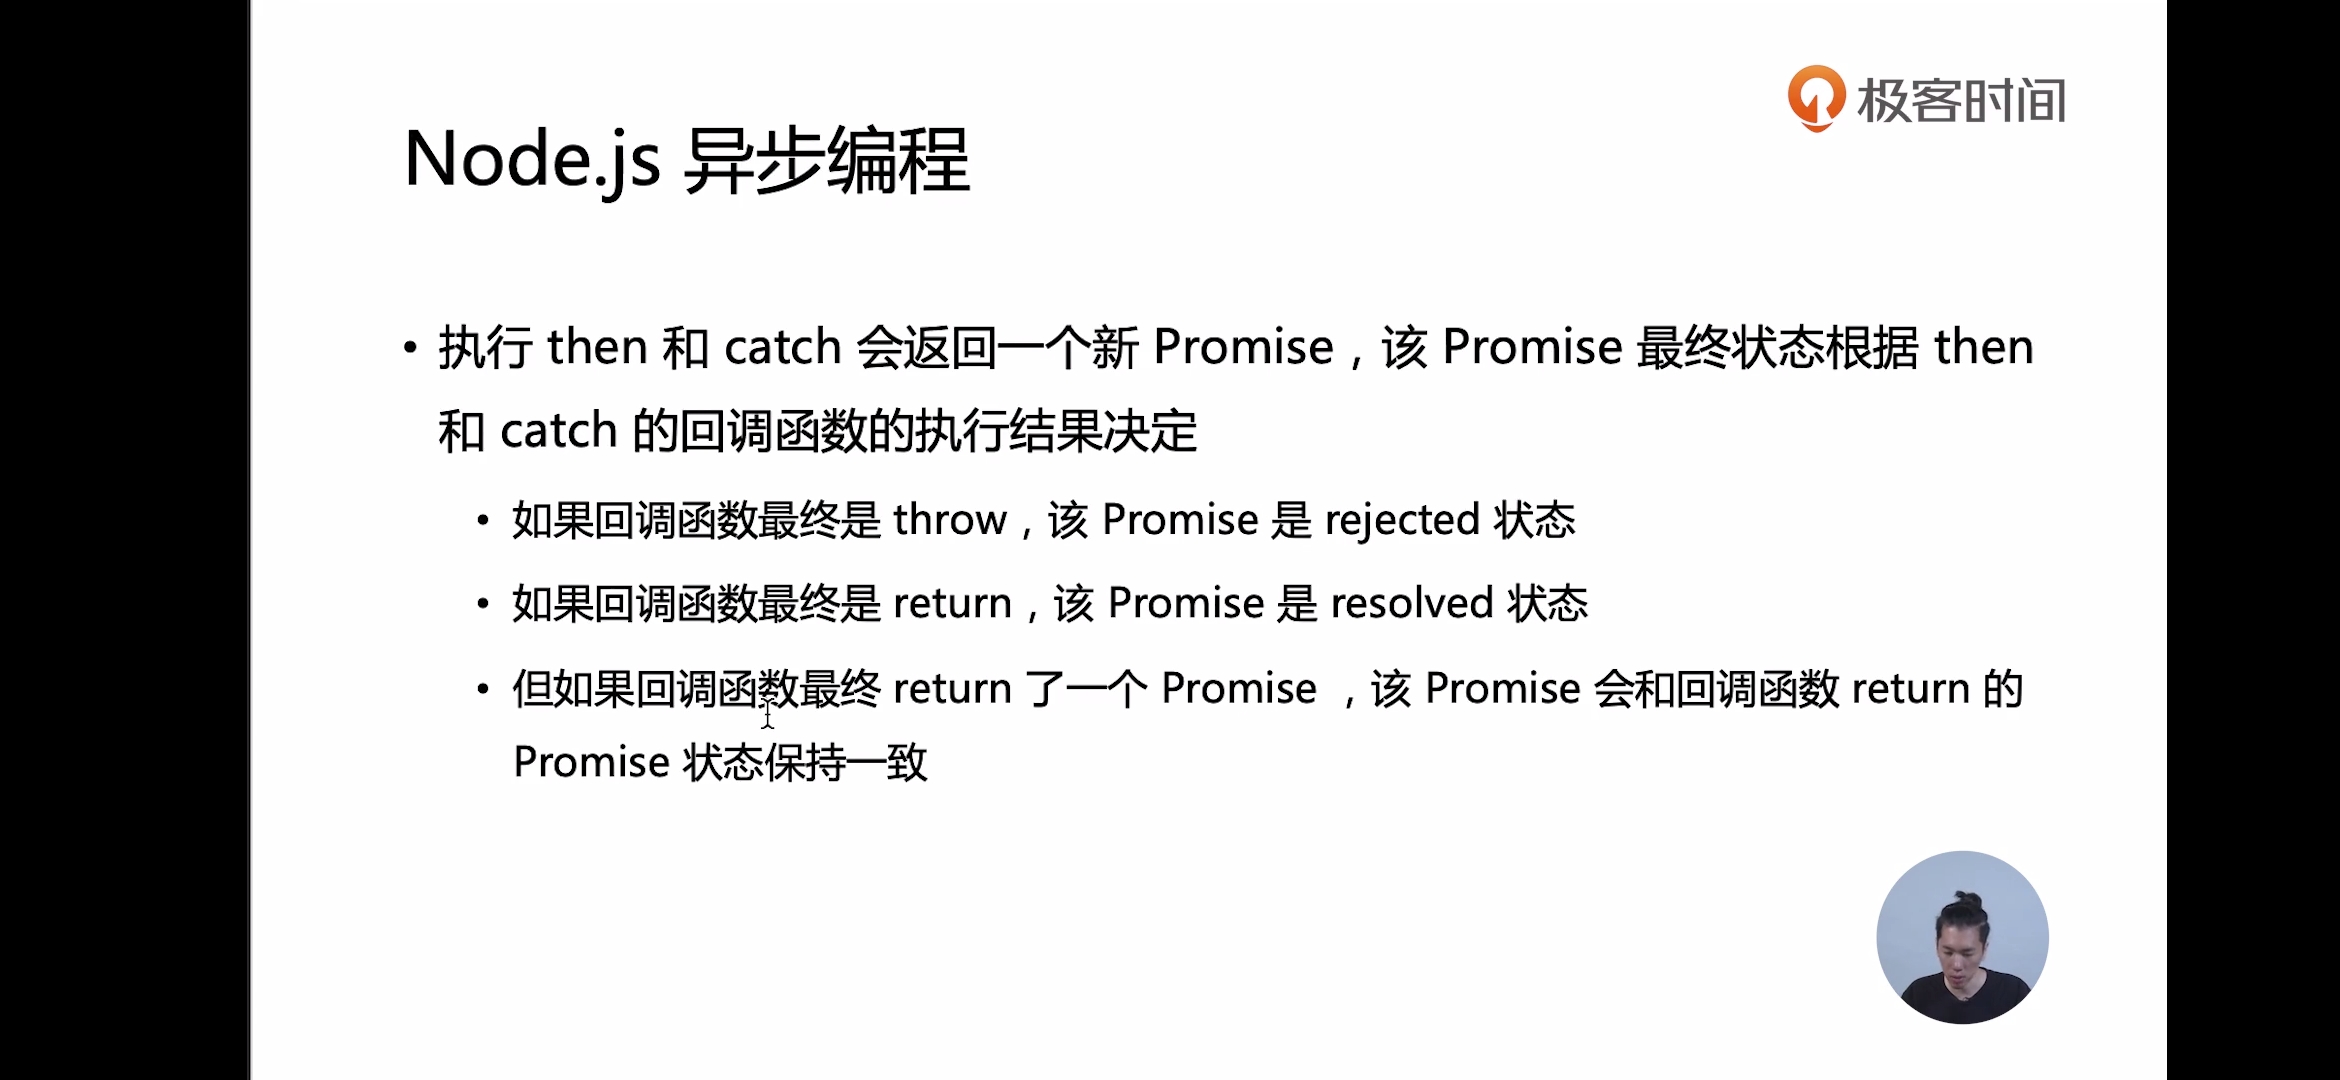 极客时间
Node.js 异步编程
• 执行 then 和 catch 会返回一个新 Promise，该 Promise 最终状态根据 then
和 catch 的回调函数的执行结果决定
• 如果回调函数最终是 throw，该 Promise 是 rejected 状态
• 如果回调函数最终是 return，该 Promise 是 resolved 状态
• 但如果回调函数最终 return 了一个 Promise ，该 Promise 会和回调函数 return 的
Promise 状态保持一致